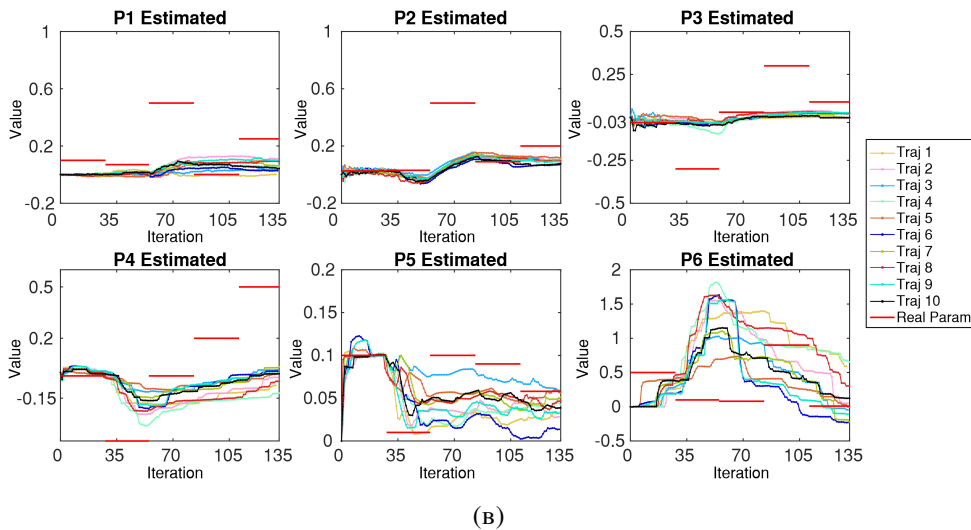 P1 Estimated
Value
1
0.6
0.2
-0.2
0 35 70 105 135
Iteration
P2 Estimated
Value
1
0.6
0.2
-0.2
0 35 70 105 135
Iteration
P3 Estimated
Value
0.5
0.25
-0.03
-0.25
-0.5
0 35 70 105 135
Iteration
P4 Estimated
Value
0.5
0.2
-0.15
0 35 70 105 135
Iteration
P5 Estimated
Value
0.2
0.1
0.1
0.05
0
0 35 70 105 135
Iteration
P6 Estimated
Value
2
1.5
1
0.5
0
-0.5
0 35 70 105 135
Iteration
Traj 1
Traj 2
Traj 3
Traj 4
Traj 5
Traj 6
Traj 7
Traj 8
Traj 9
Traj 10
Real Param
(B)